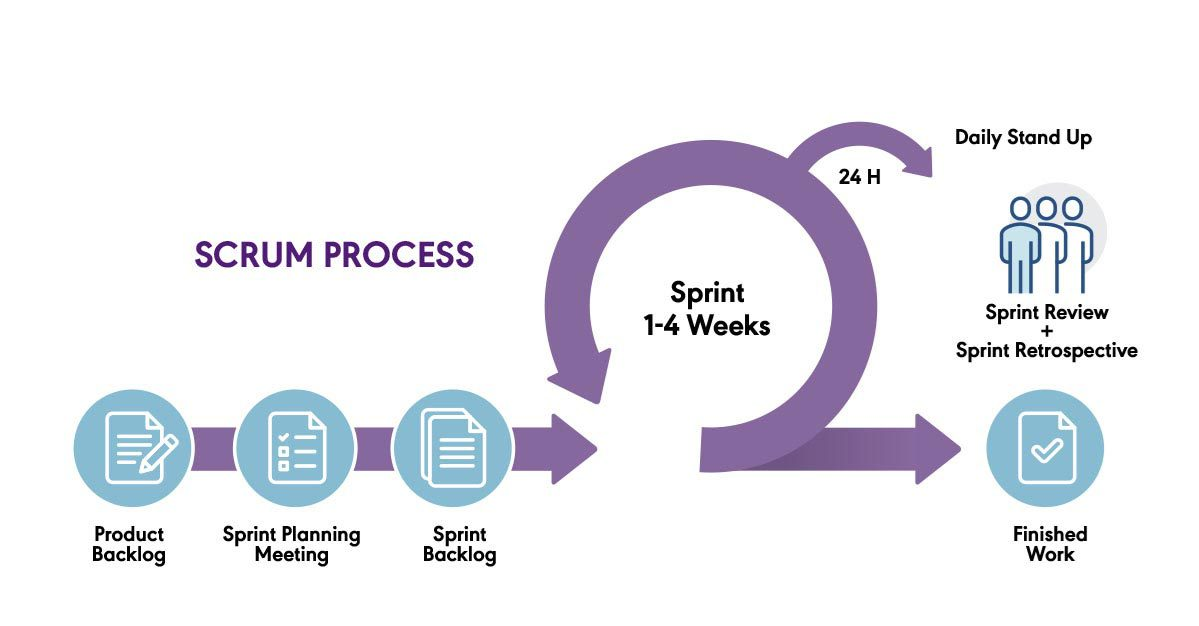 Daily Stand Up
24 H
SCRUM PROCESS
Sprint
1-4 Weeks
Sprint Review
+
Sprint Retrospective
Product
Backlog
Sprint Planning
Meeting
Sprint
Backlog
Finished
Work